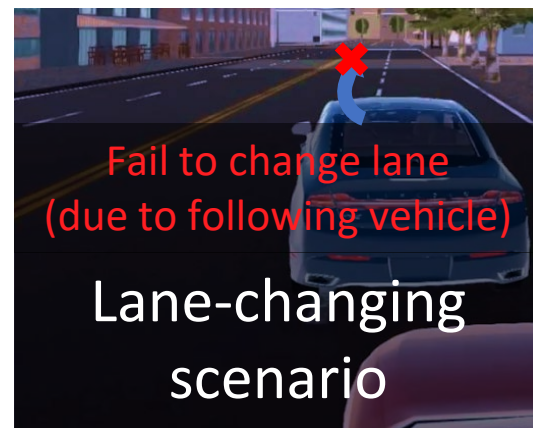 Fail to change lane
(due to following vehicle)
Lane-changing
scenario